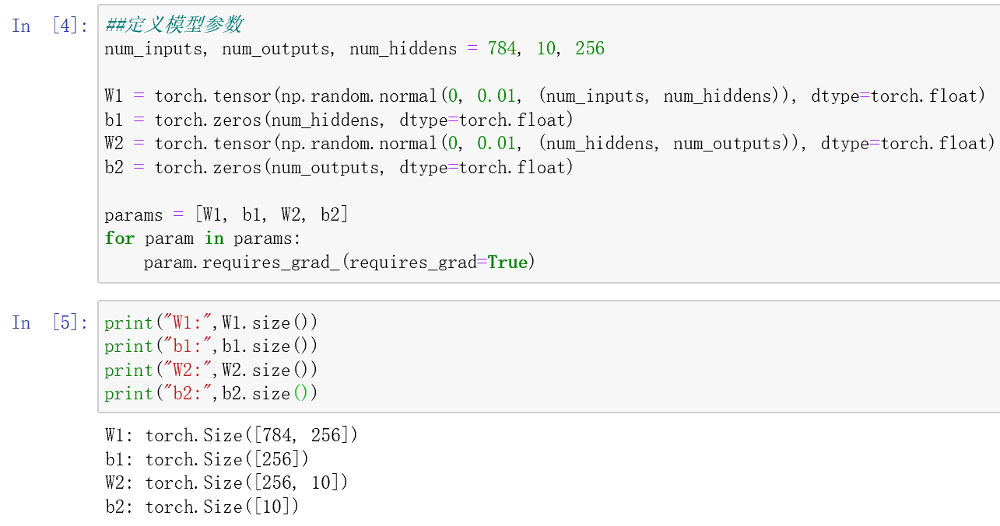 In [4]:
##定义模型参数
num_inputs, num_outputs, num_hiddens = 784, 10, 256
W1 = torch.tensor(np.random.normal(0, 0.01, (num_inputs, num_hiddens)), dtype=torch.float)
b1 = torch.zeros(num_hiddens, dtype=torch.float)
W2 = torch.tensor(np.random.normal(0, 0.01, (num_hiddens, num_outputs)), dtype=torch.float)
b2 = torch.zeros(num_outputs, dtype=torch.float)
params = [W1, b1, W2, b2]
for param in params:
    param.requires_grad_(requires_grad=True)
In [5]:
print("W1:",W1.size())
print("b1:",b1.size())
print("W2:",W2.size())
print("b2:",b2.size())
W1: torch.Size([784, 256])
b1: torch.Size([256])
W2: torch.Size([256, 10])
b2: torch.Size([10])